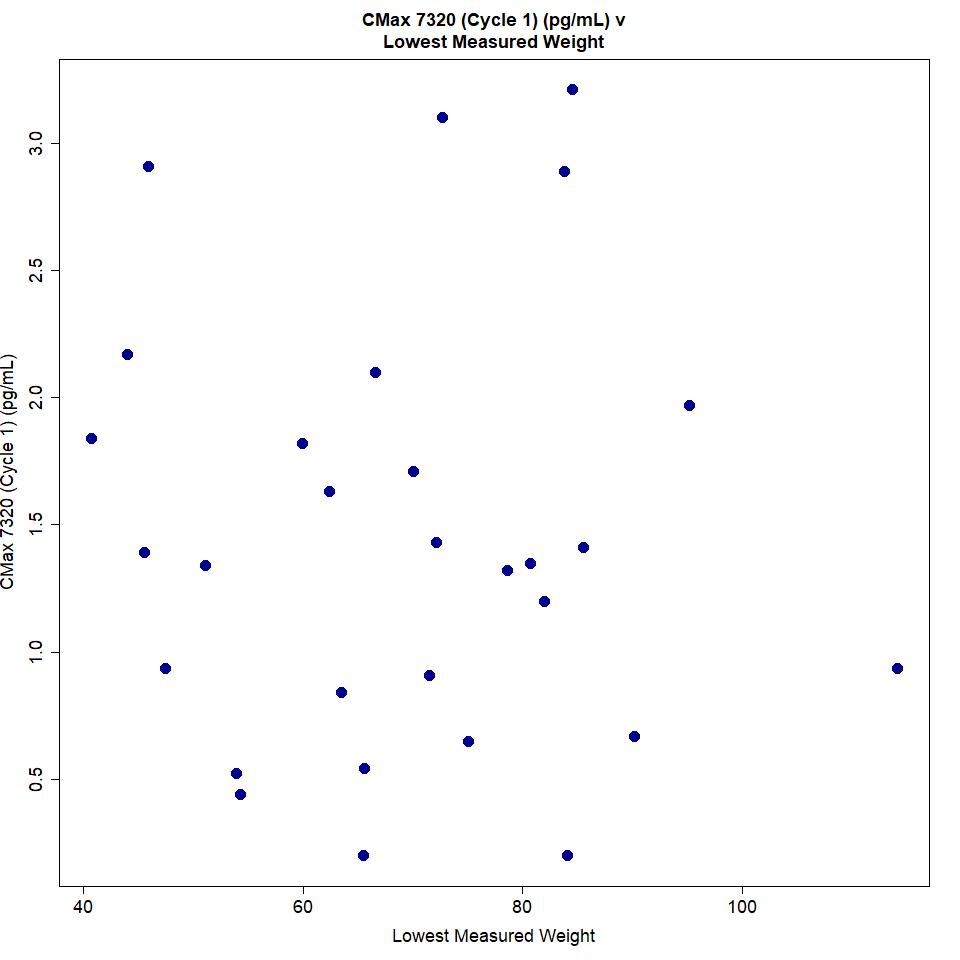 CMax 7320 (Cycle 1) (pg/mL) v
Lowest Measured Weight
CMax 7320 (Cycle 1) (pg/mL)
3.0
2.5
2.0
1.5
1.0
0.5
40 60 80 100
Lowest Measured Weight